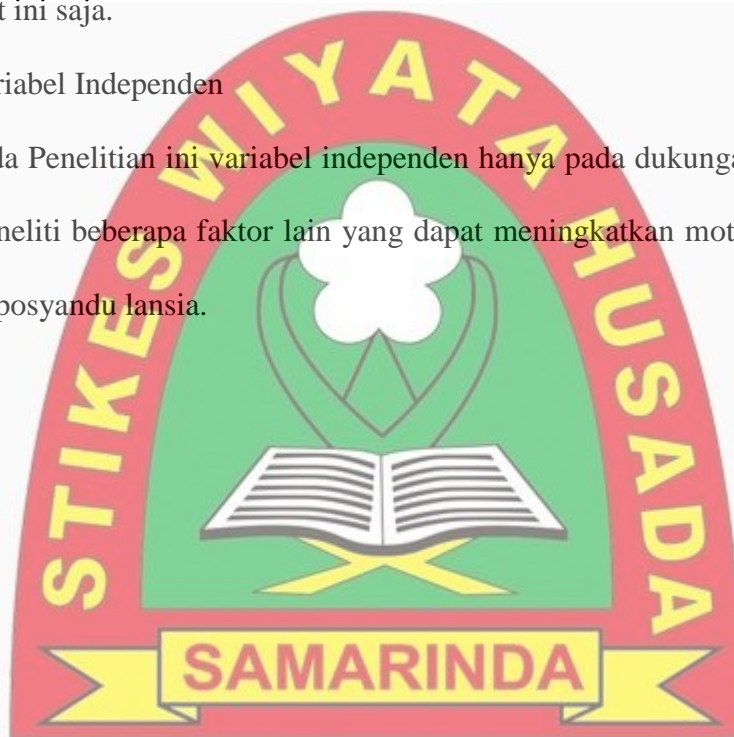 t ini saja.
riabel Independen
da Penelitian ini variabel independen hanya pada dukunga
neliti beberapa faktor lain yang dapat meningkatkan mot
posyandu lansia.
STIKES WIYATA HUSADA
SAMARINDA